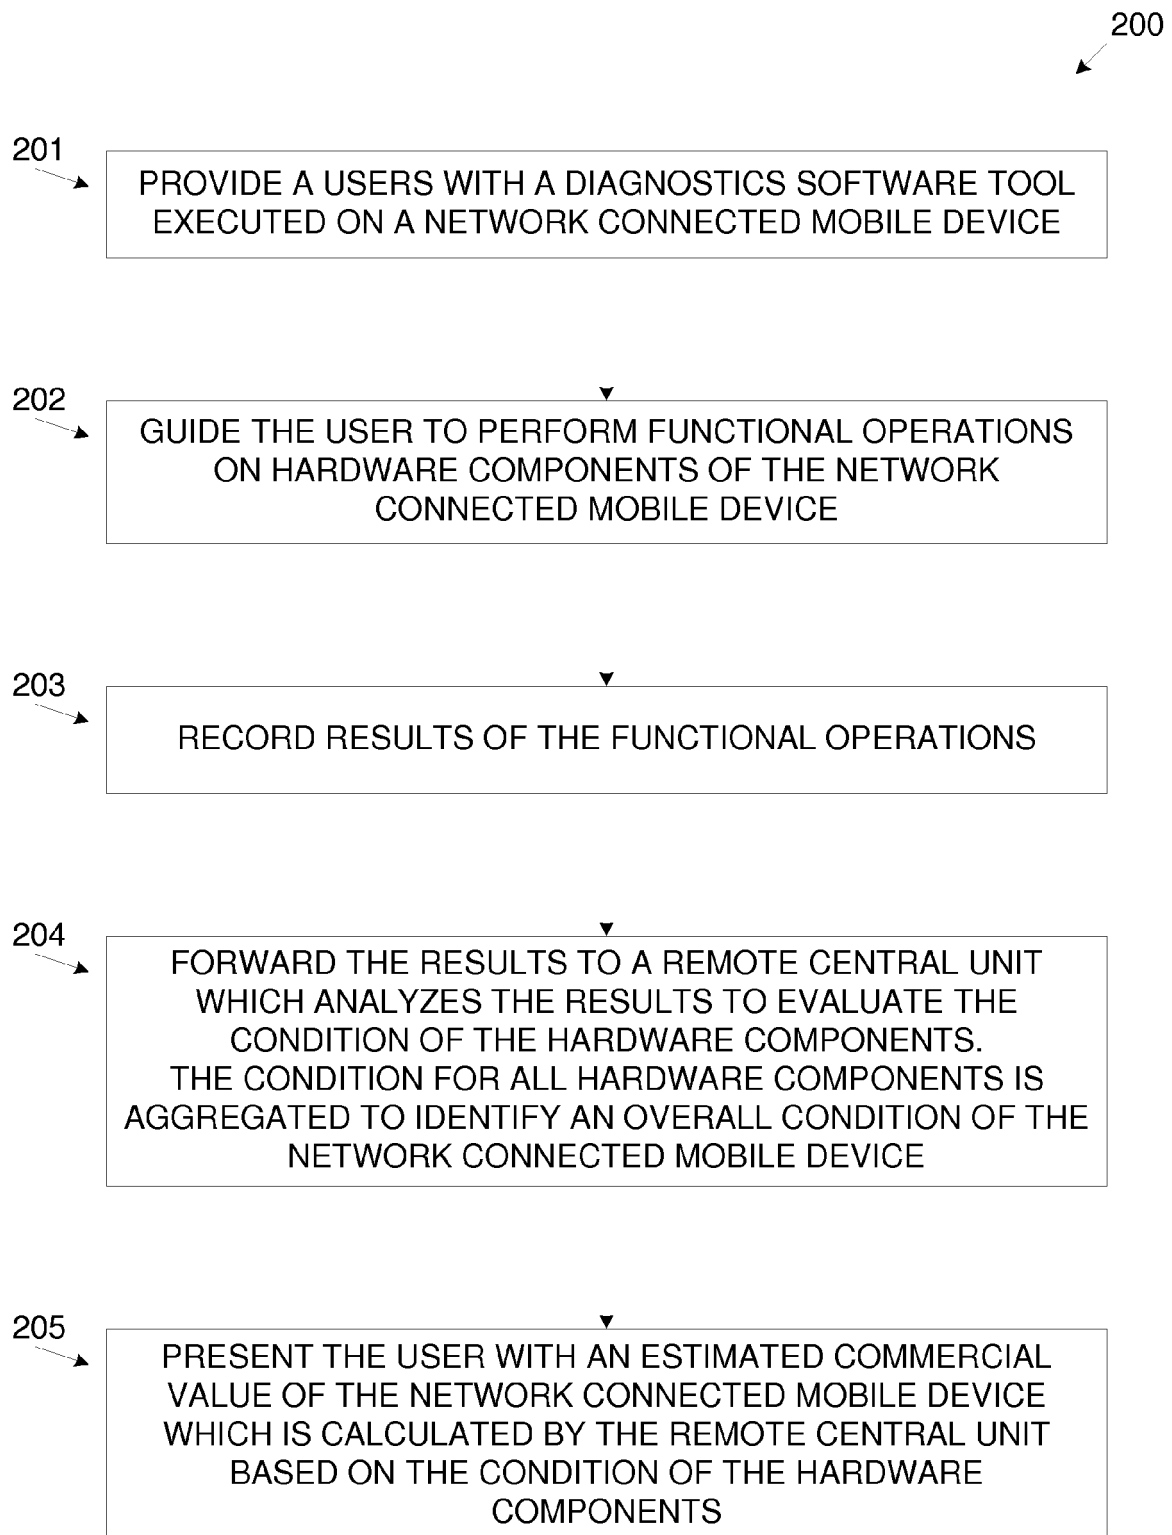 200
201
PROVIDE A USERS WITH A DIAGNOSTICS SOFTWARE TOOL
EXECUTED ON A NETWORK CONNECTED MOBILE DEVICE
202
GUIDE THE USER TO PERFORM FUNCTIONAL OPERATIONS
ON HARDWARE COMPONENTS OF THE NETWORK
CONNECTED MOBILE DEVICE
203
RECORD RESULTS OF THE FUNCTIONAL OPERATIONS
204
FORWARD THE RESULTS TO A REMOTE CENTRAL UNIT
WHICH ANALYZES THE RESULTS TO EVALUATE THE
CONDITION OF THE HARDWARE COMPONENTS.
THE CONDITION FOR ALL HARDWARE COMPONENTS IS
AGGREGATED TO IDENTIFY AN OVERALL CONDITION OF THE
NETWORK CONNECTED MOBILE DEVICE
205
PRESENT THE USER WITH AN ESTIMATED COMMERCIAL
VALUE OF THE NETWORK CONNECTED MOBILE DEVICE
WHICH IS CALCULATED BY THE REMOTE CENTRAL UNIT
BASED ON THE CONDITION OF THE HARDWARE
COMPONENTS